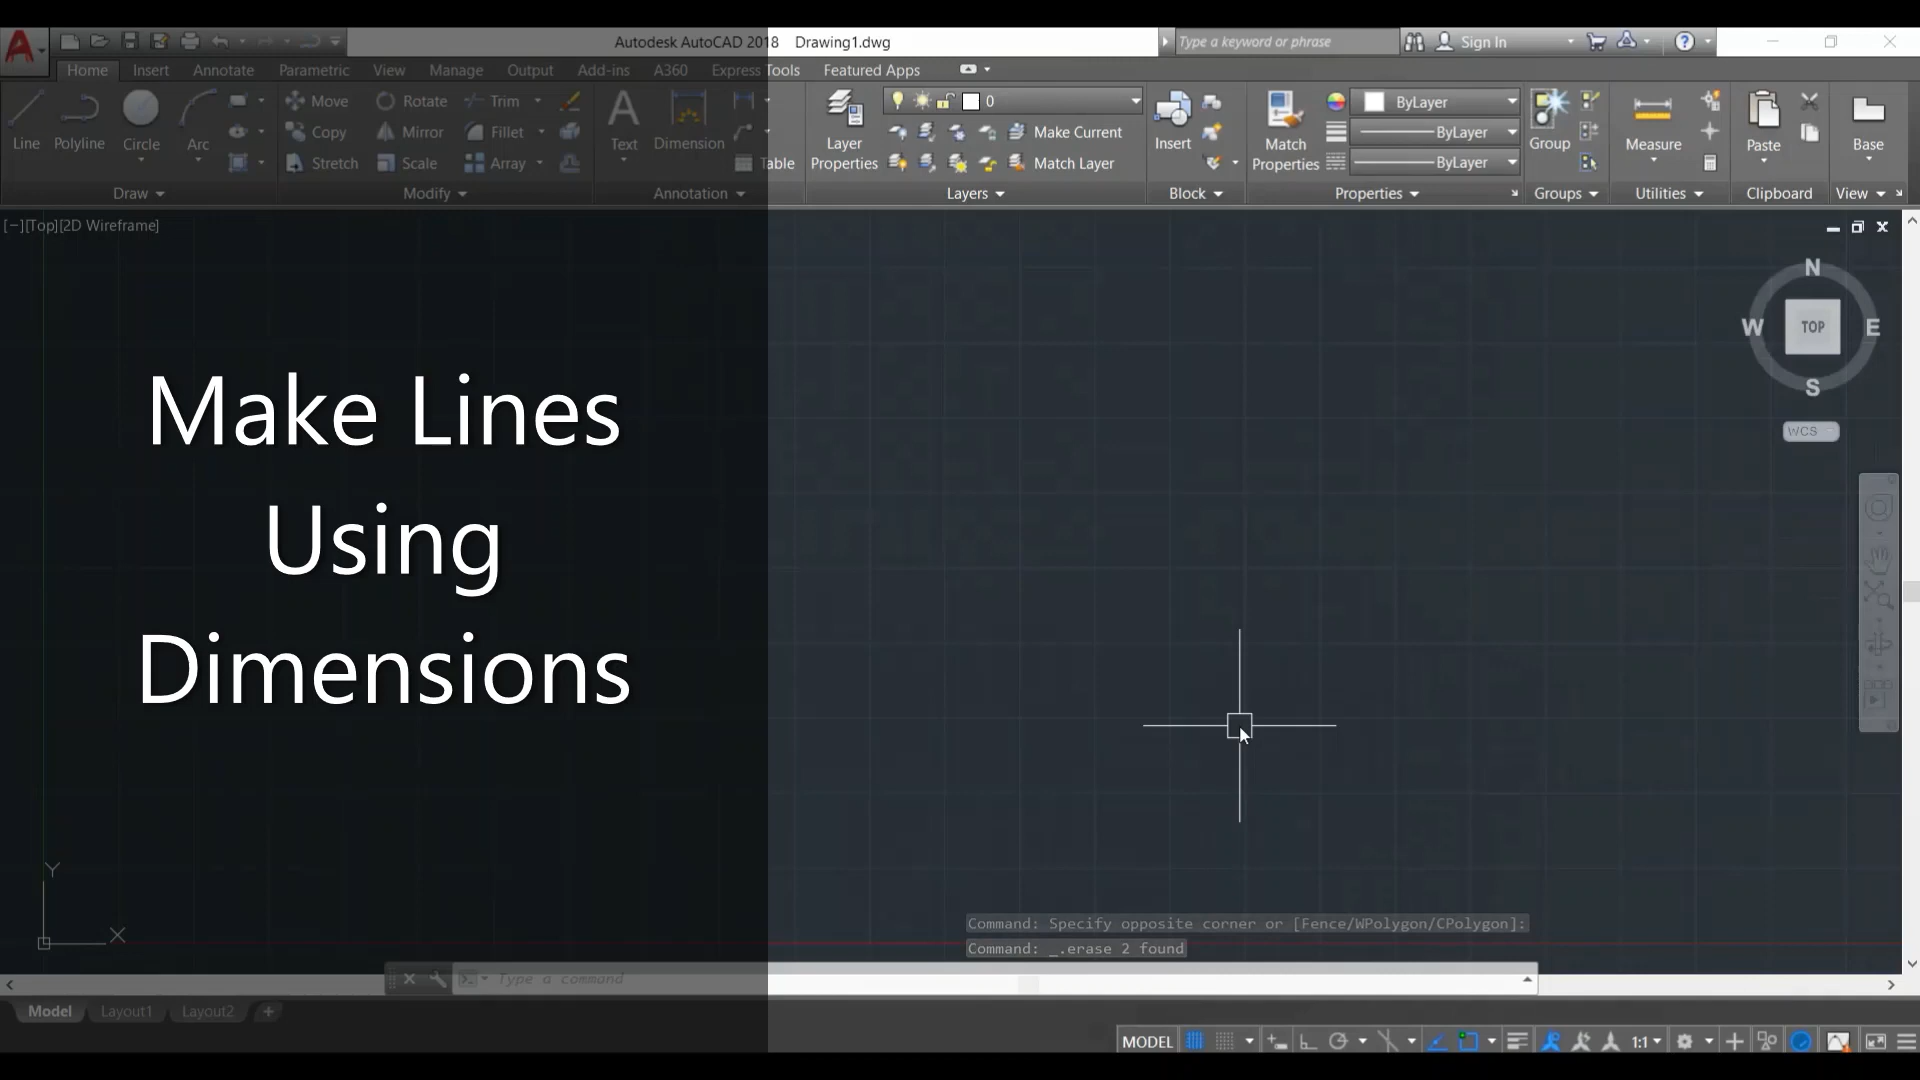 Autodesk AutoCAD 2018 Drawing1.dwg
Type a keyword or phrase
Sign In
Home Insert Annotate Parametric View Manage Output Add-ins A360 Express Tools Featured Apps
Line Polyline Circle Arc
Draw
Move Rotate Trim
Copy Mirror Fillet
Stretch Scale Array
Modify
Text Dimension Table
Annotation
Layer Properties
0
Make Current
Match Layer
Layers
Insert
Block
Match Properties
ByLayer
ByLayer
ByLayer
Properties
Group
Groups
Measure
Utilities
Paste
Clipboard
Base
View
[−][Top][2D Wireframe]
N
W TOP E
S
WCS
Make Lines
Using
Dimensions
Y
X
Command: Specify opposite corner or [Fence/WPolygon/CPolygon]:
Command: _.erase 2 found
Type a command
Model Layout1 Layout2 +
MODEL 1:1